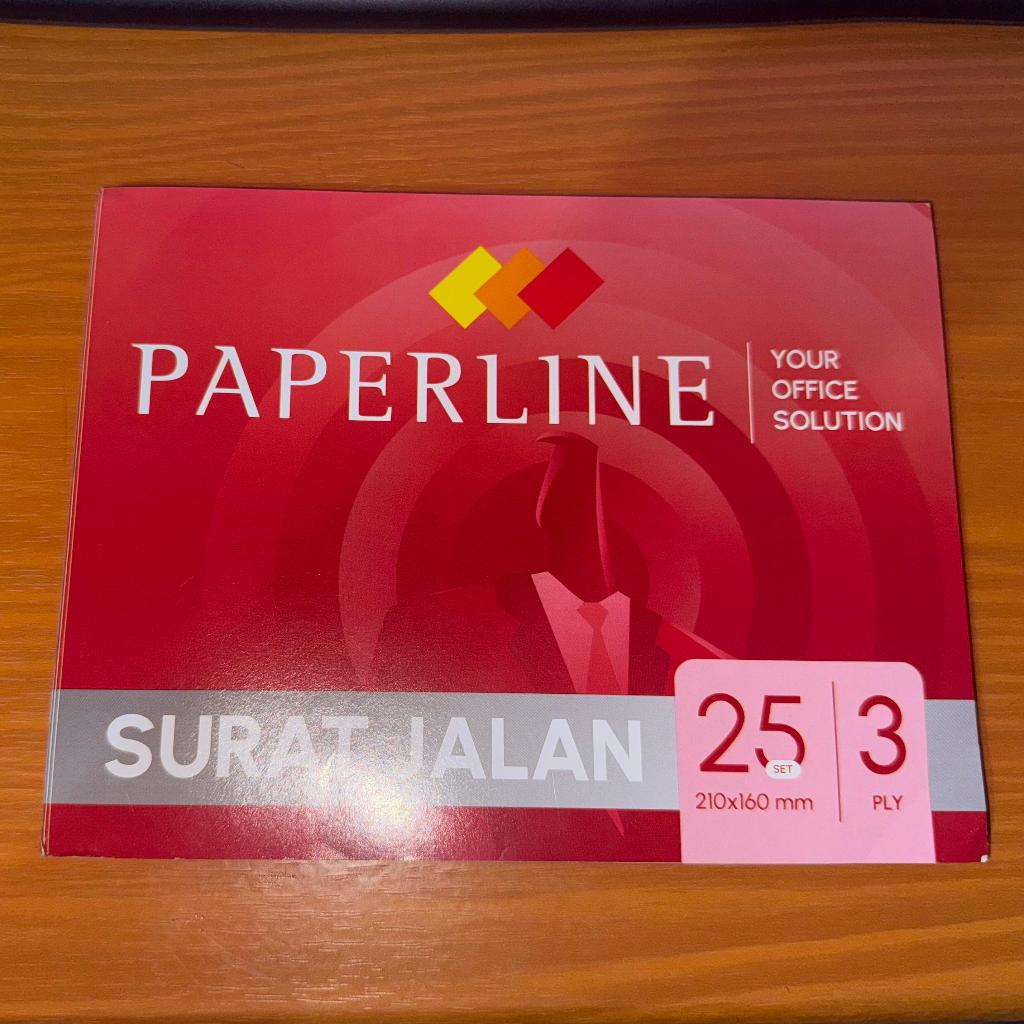 PAPERLINE
YOUR
OFFICE
SOLUTION
SURAT JALAN
25
SET
210x160 mm
3
PLY